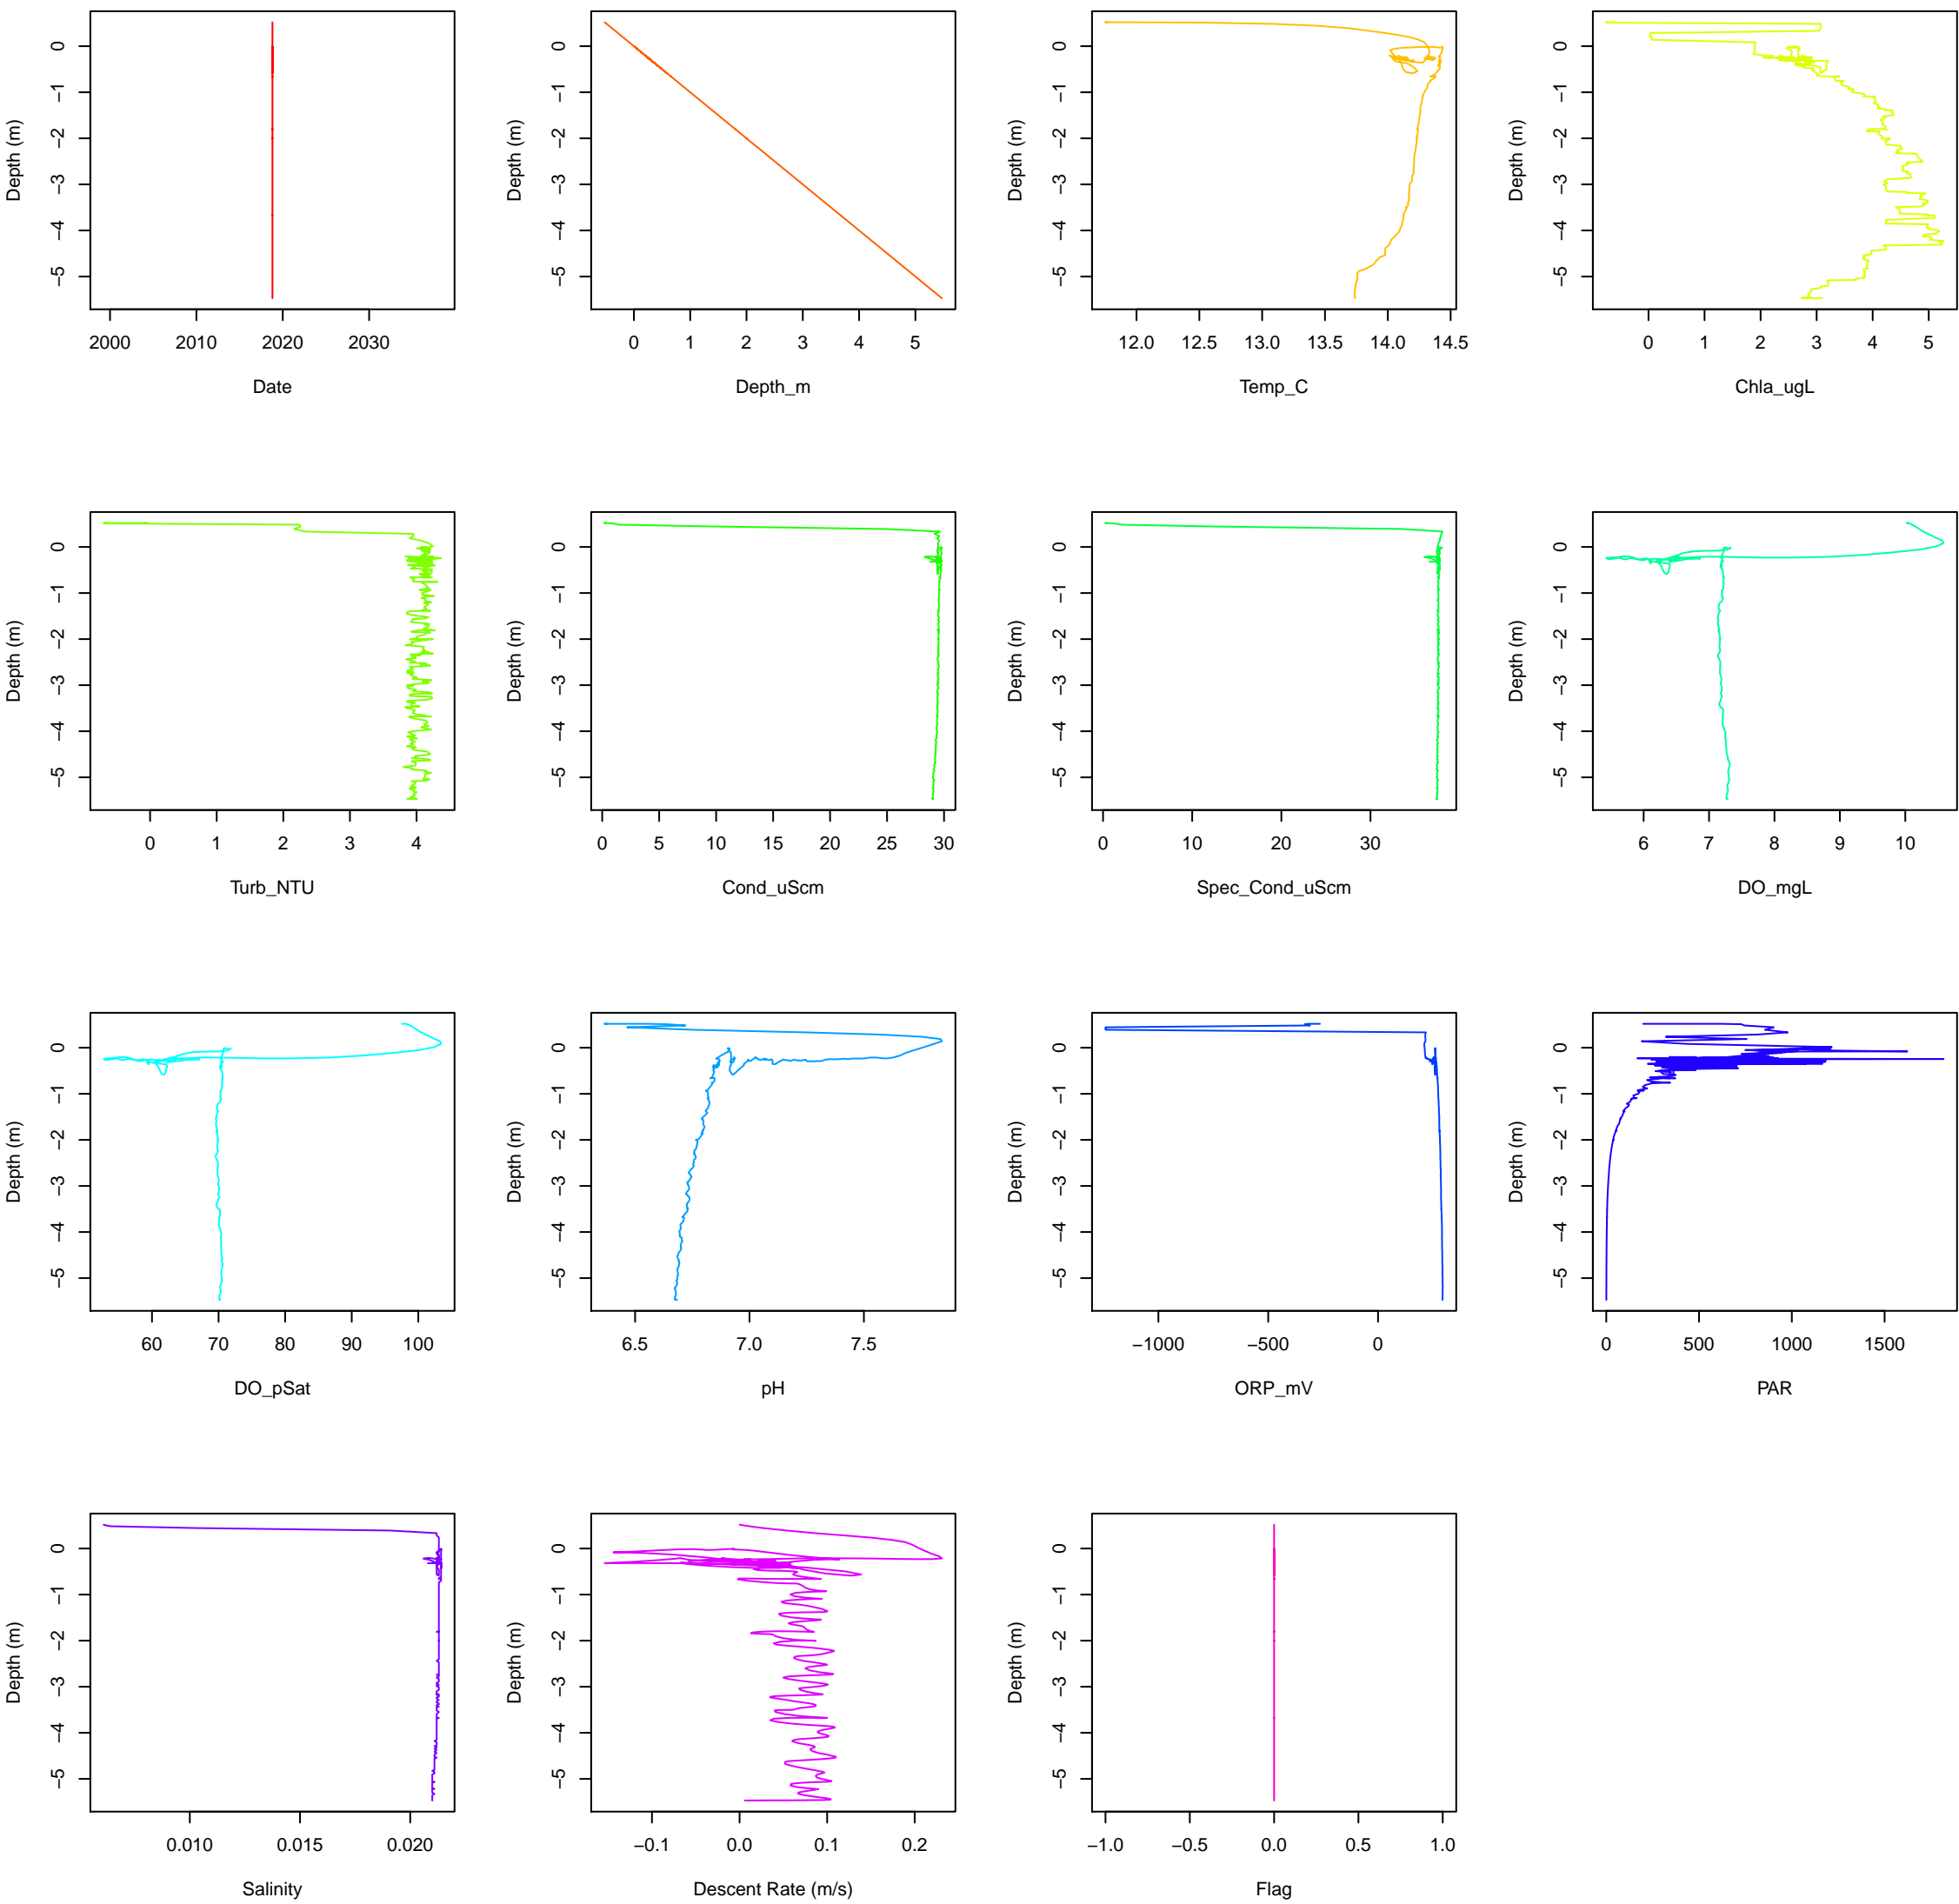 Depth (m) Depth (m) Depth (m) Depth (m)
0 0 0 0
−1 −1 −1 −1
−2 −2 −2 −2
−3 −3 −3 −3
−4 −4 −4 −4
−5 −5 −5 −5
2000 2010 2020 2030 0 1 2 3 4 5 12.0 12.5 13.0 13.5 14.0 14.5 0 1 2 3 4 5
Date Depth_m Temp_C Chla_ugL
Depth (m) Depth (m) Depth (m) Depth (m)
0 0 0 0
−1 −1 −1 −1
−2 −2 −2 −2
−3 −3 −3 −3
−4 −4 −4 −4
−5 −5 −5 −5
0 1 2 3 4 0 5 10 15 20 25 30 0 10 20 30 6 7 8 9 10
Turb_NTU Cond_uScm Spec_Cond_uScm DO_mgL
Depth (m) Depth (m) Depth (m) Depth (m)
0 0 0 0
−1 −1 −1 −1
−2 −2 −2 −2
−3 −3 −3 −3
−4 −4 −4 −4
−5 −5 −5 −5
60 70 80 90 100 6.5 7.0 7.5 −1000 −500 0 0 500 1000 1500
DO_pSat pH ORP_mV PAR
Depth (m) Depth (m) Depth (m)
0 0 0
−1 −1 −1
−2 −2 −2
−3 −3 −3
−4 −4 −4
−5 −5 −5
0.010 0.015 0.020 −0.1 0.0 0.1 0.2 −1.0 −0.5 0.0 0.5 1.0
Salinity Descent Rate (m/s) Flag